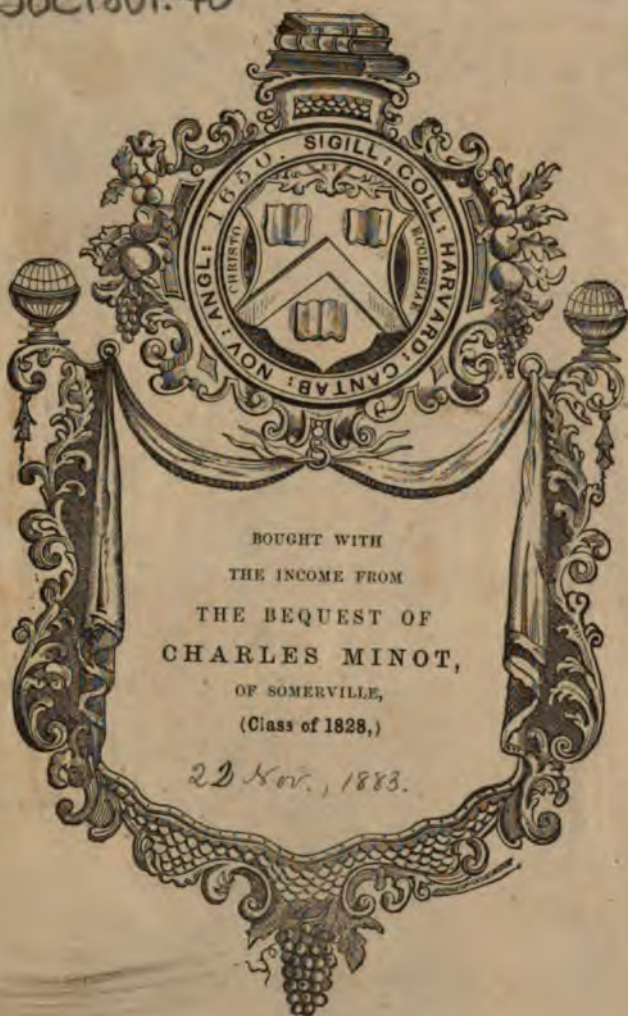 SIGILL: COLL: HARVARD: CANTAB: NOV: ANGL: 1650.
CHRISTO
ET
ECCLESIAE
BOUGHT WITH
THE INCOME FROM
THE BEQUEST OF
CHARLES MINOT,
OF SOMERVILLE,
(Class of 1828,)
22 Nov., 1883.